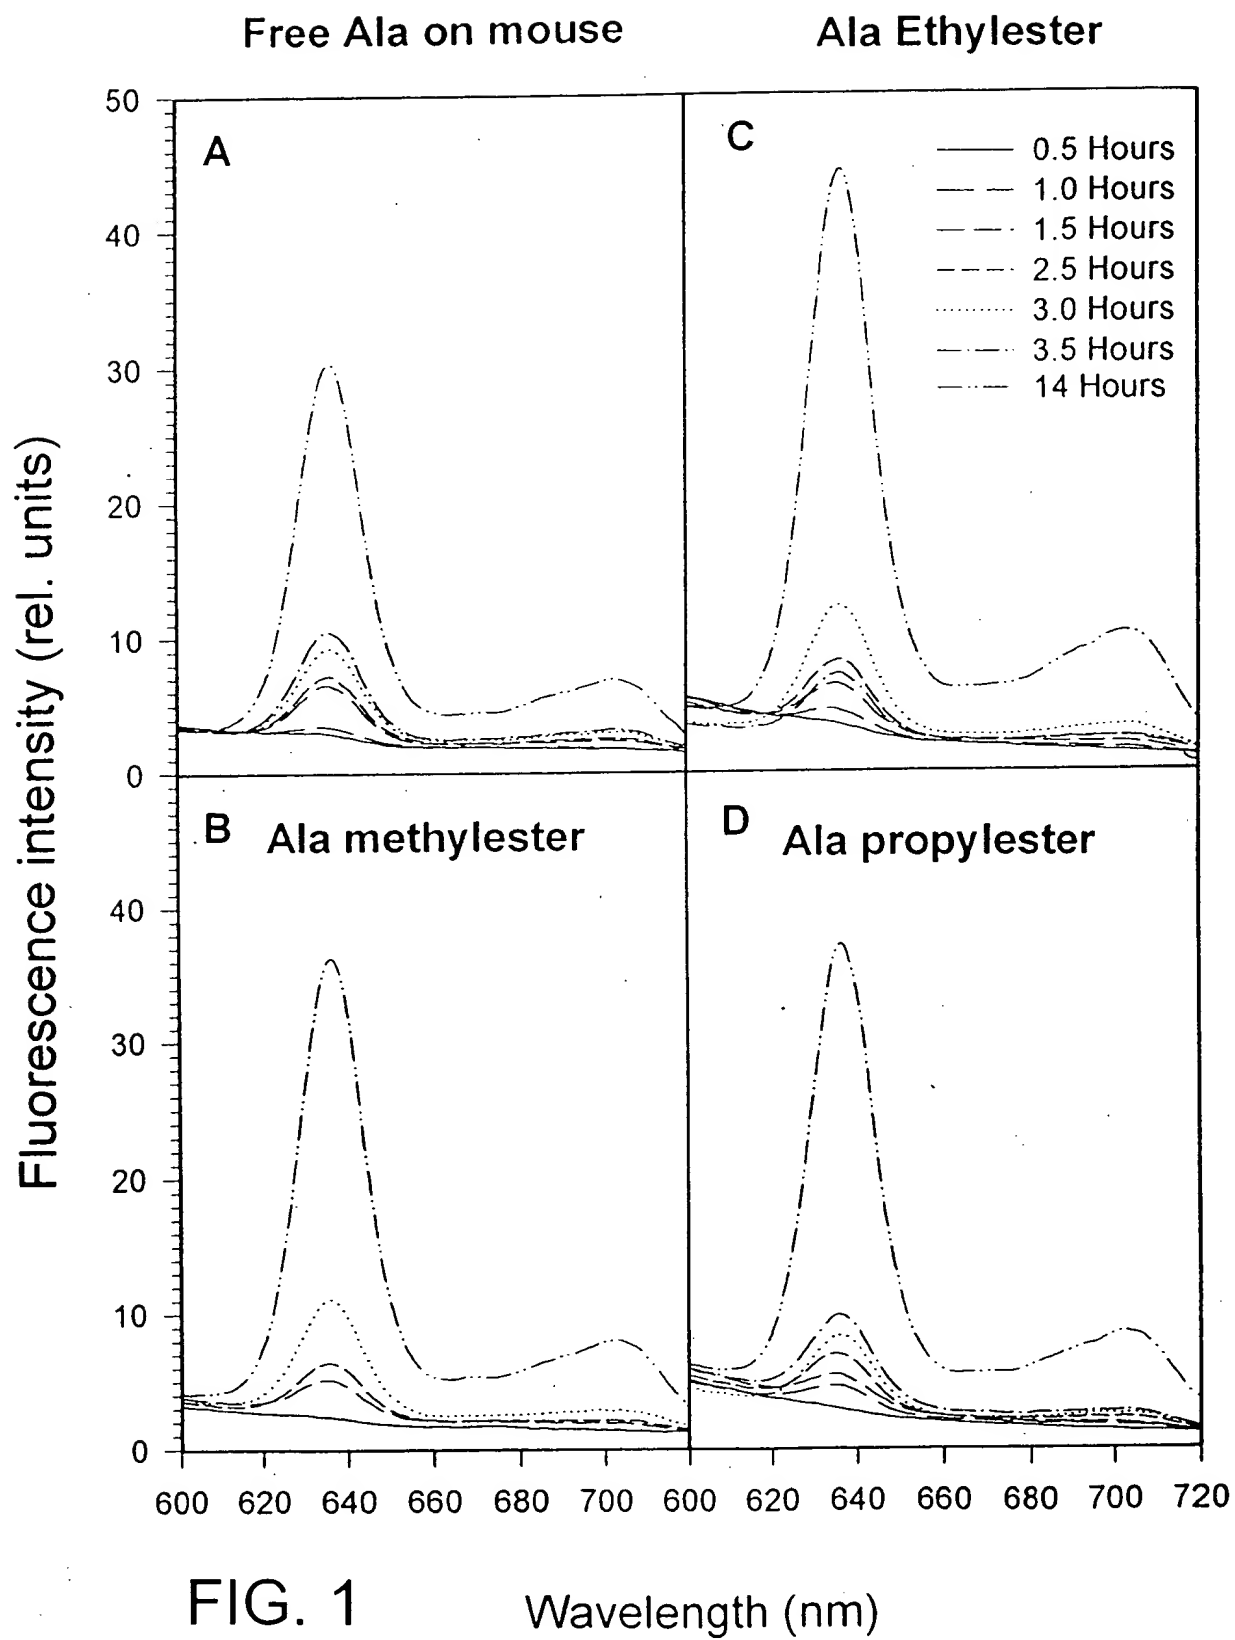 Free Ala on mouse
Ala Ethylester
Fluorescence intensity (rel. units)
50
40
30
20
10
0
A
C
0.5 Hours
1.0 Hours
1.5 Hours
2.5 Hours
3.0 Hours
3.5 Hours
14 Hours
B Ala methylester
D Ala propylester
40
30
20
10
0
600 620 640 660 680 700 600 620 640 660 680 700 720
FIG. 1
Wavelength (nm)